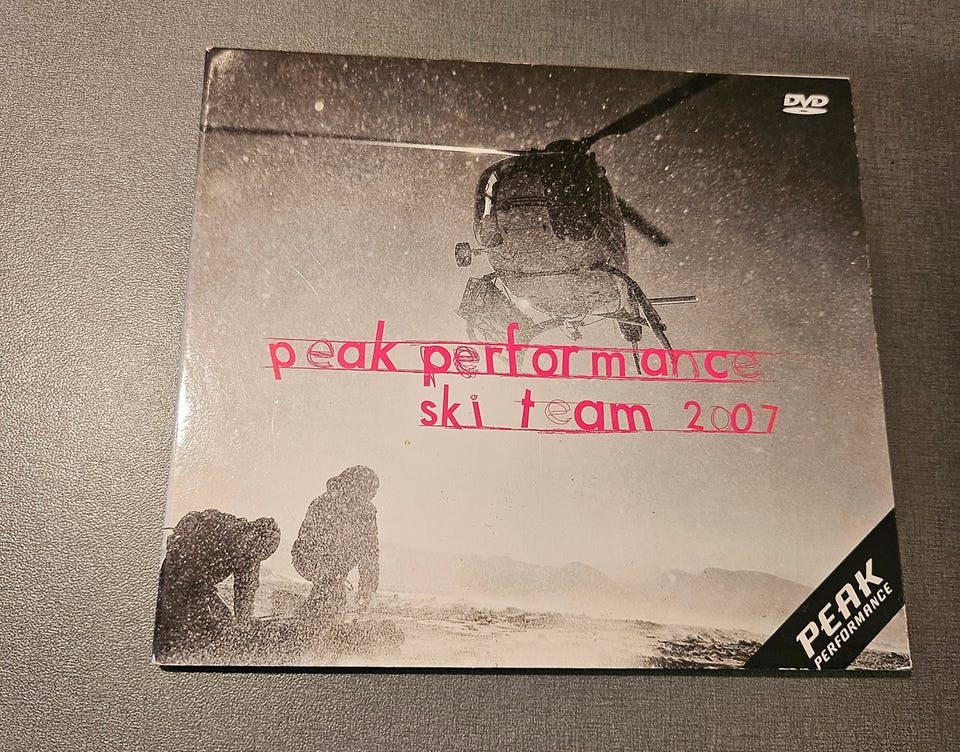 DVD
peak performance
ski team 2007
PEAK
PERFORMANCE